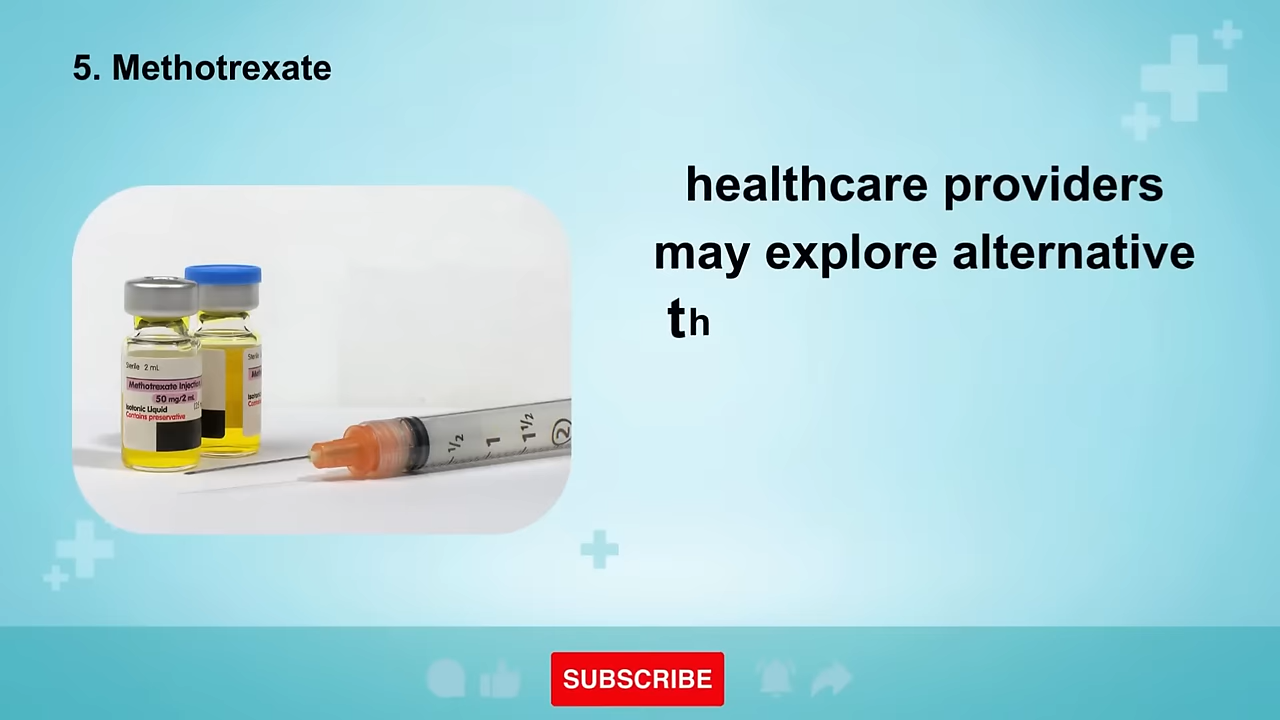 5. Methotrexate
healthcare providers
may explore alternative
th
Sterile 2 mL
Methotrexate Injection
50 mg/2 mL
Isotonic Liquid
Contains preservative
1/2
1
1 1/2
2
SUBSCRIBE